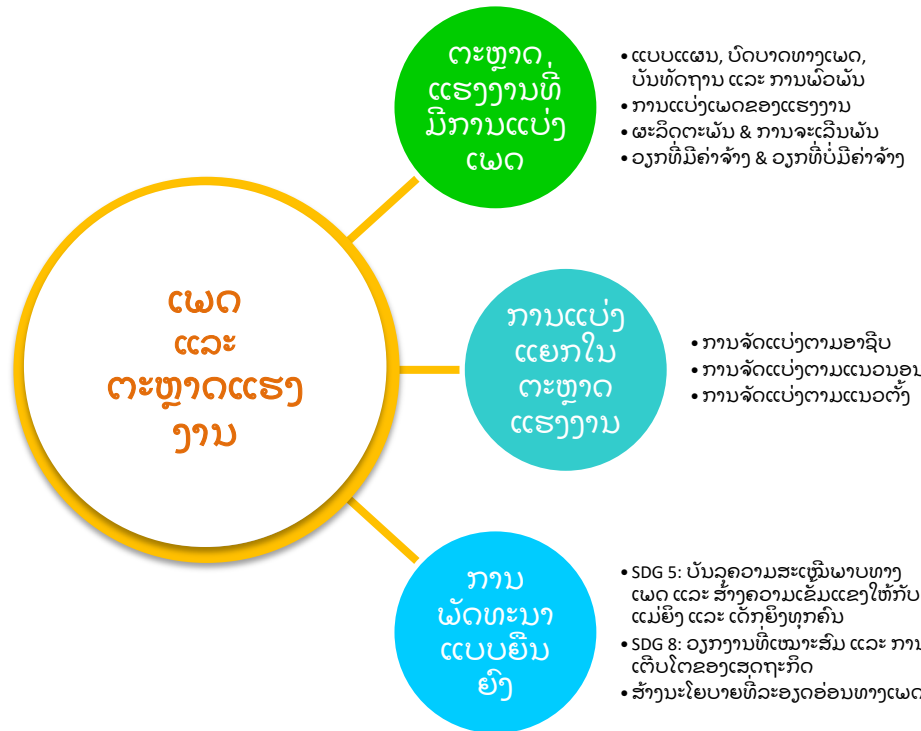 ເພດ
ແລະ
ຕະຫຼາດແຮງ
ງານ
ຕະຫຼາດ
ແຮງງານທີ່
ມີການແບ່ງ
ເພດ
• ແບບແຜນ, ບົດບາດທາງເພດ,
ບັນທັດຖານ ແລະ ການພົວພັນ
• ການແບ່ງເພດຂອງແຮງງານ
• ຜະລິດຕະພັນ & ການຈະເລີນພັນ
• ວຽກທີ່ມີຄ່າຈ້າງ & ວຽກທີ່ບໍ່ມີຄ່າຈ້າງ
ການແບ່ງ
ແຍກໃນ
ຕະຫຼາດ
ແຮງງານ
• ການຈັດແບ່ງຕາມອາຊີບ
• ການຈັດແບ່ງຕາມແນວນອນ
• ການຈັດແບ່ງຕາມແນວຕັ້ງ
ການ
ພັດທະນາ
ແບບຍືນ
ຍົງ
• SDG 5: ບັນລຸຄວາມສະເໝີພາບທາງ
ເພດ ແລະ ສ້າງຄວາມເຂັ້ມແຂງໃຫ້ກັບ
ແມ່ຍິງ ແລະ ເດັກຍິງທຸກຄົນ
• SDG 8: ວຽກງານທີ່ເໝາະສົມ ແລະ ການ
ເຕີບໂຕຂອງເສດຖະກິດ
• ສ້າງນະໂຍບາຍທີ່ລະອຽດອ່ອນທາງເພດ